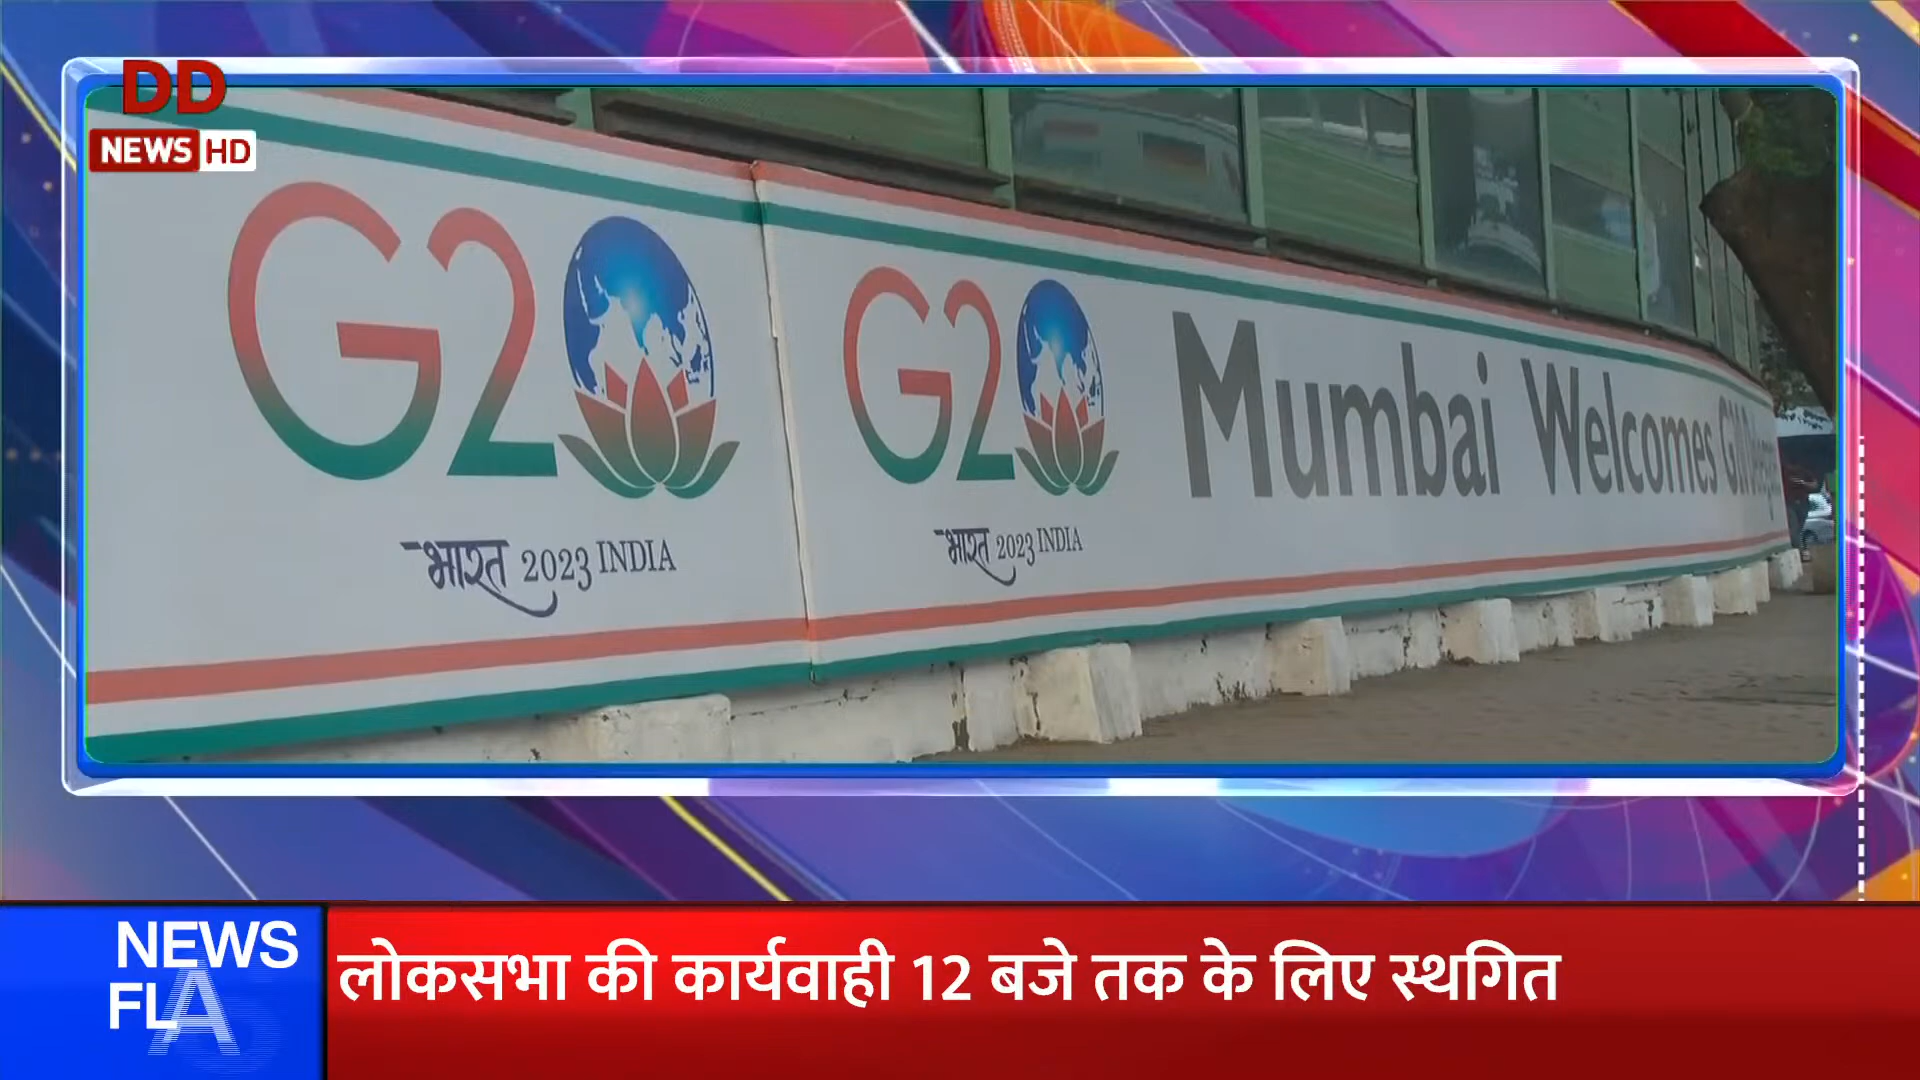 DD
NEWS HD
G20
भारत 2023 INDIA
G20
भारत 2023 INDIA
Mumbai Welcomes G20
NEWS
FLA
लोकसभा की कार्यवाही 12 बजे तक के लिए स्थगित